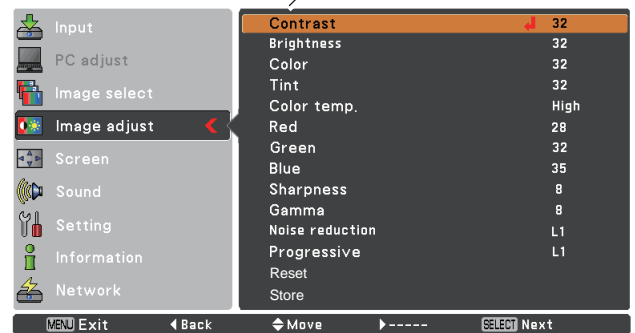 Input
PC adjust
Image select
Image adjust
Screen
Sound
Setting
Information
Network
Contrast 32
Brightness 32
Color 32
Tint 32
Color temp. High
Red 28
Green 32
Blue 35
Sharpness 8
Gamma 8
Noise reduction L1
Progressive L1
Reset
Store
MENU Exit Back Move ----- SELECT Next